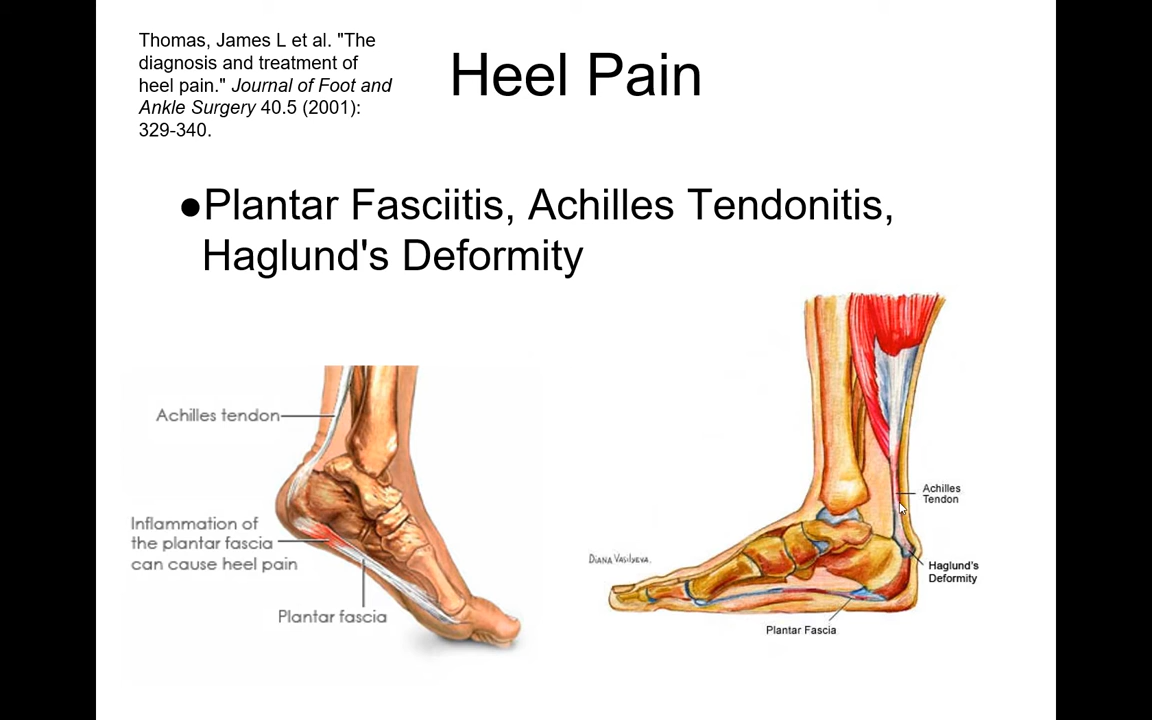 Thomas, James L et al. "The
diagnosis and treatment of
heel pain." Journal of Foot and
Ankle Surgery 40.5 (2001):
329-340.
Heel Pain
●Plantar Fasciitis, Achilles Tendonitis,
Haglund's Deformity
Achilles tendon
Inflammation of
the plantar fascia
can cause heel pain
Plantar fascia
Achilles
Tendon
Haglund's
Deformity
DIANA VASILYEVA.
Plantar Fascia